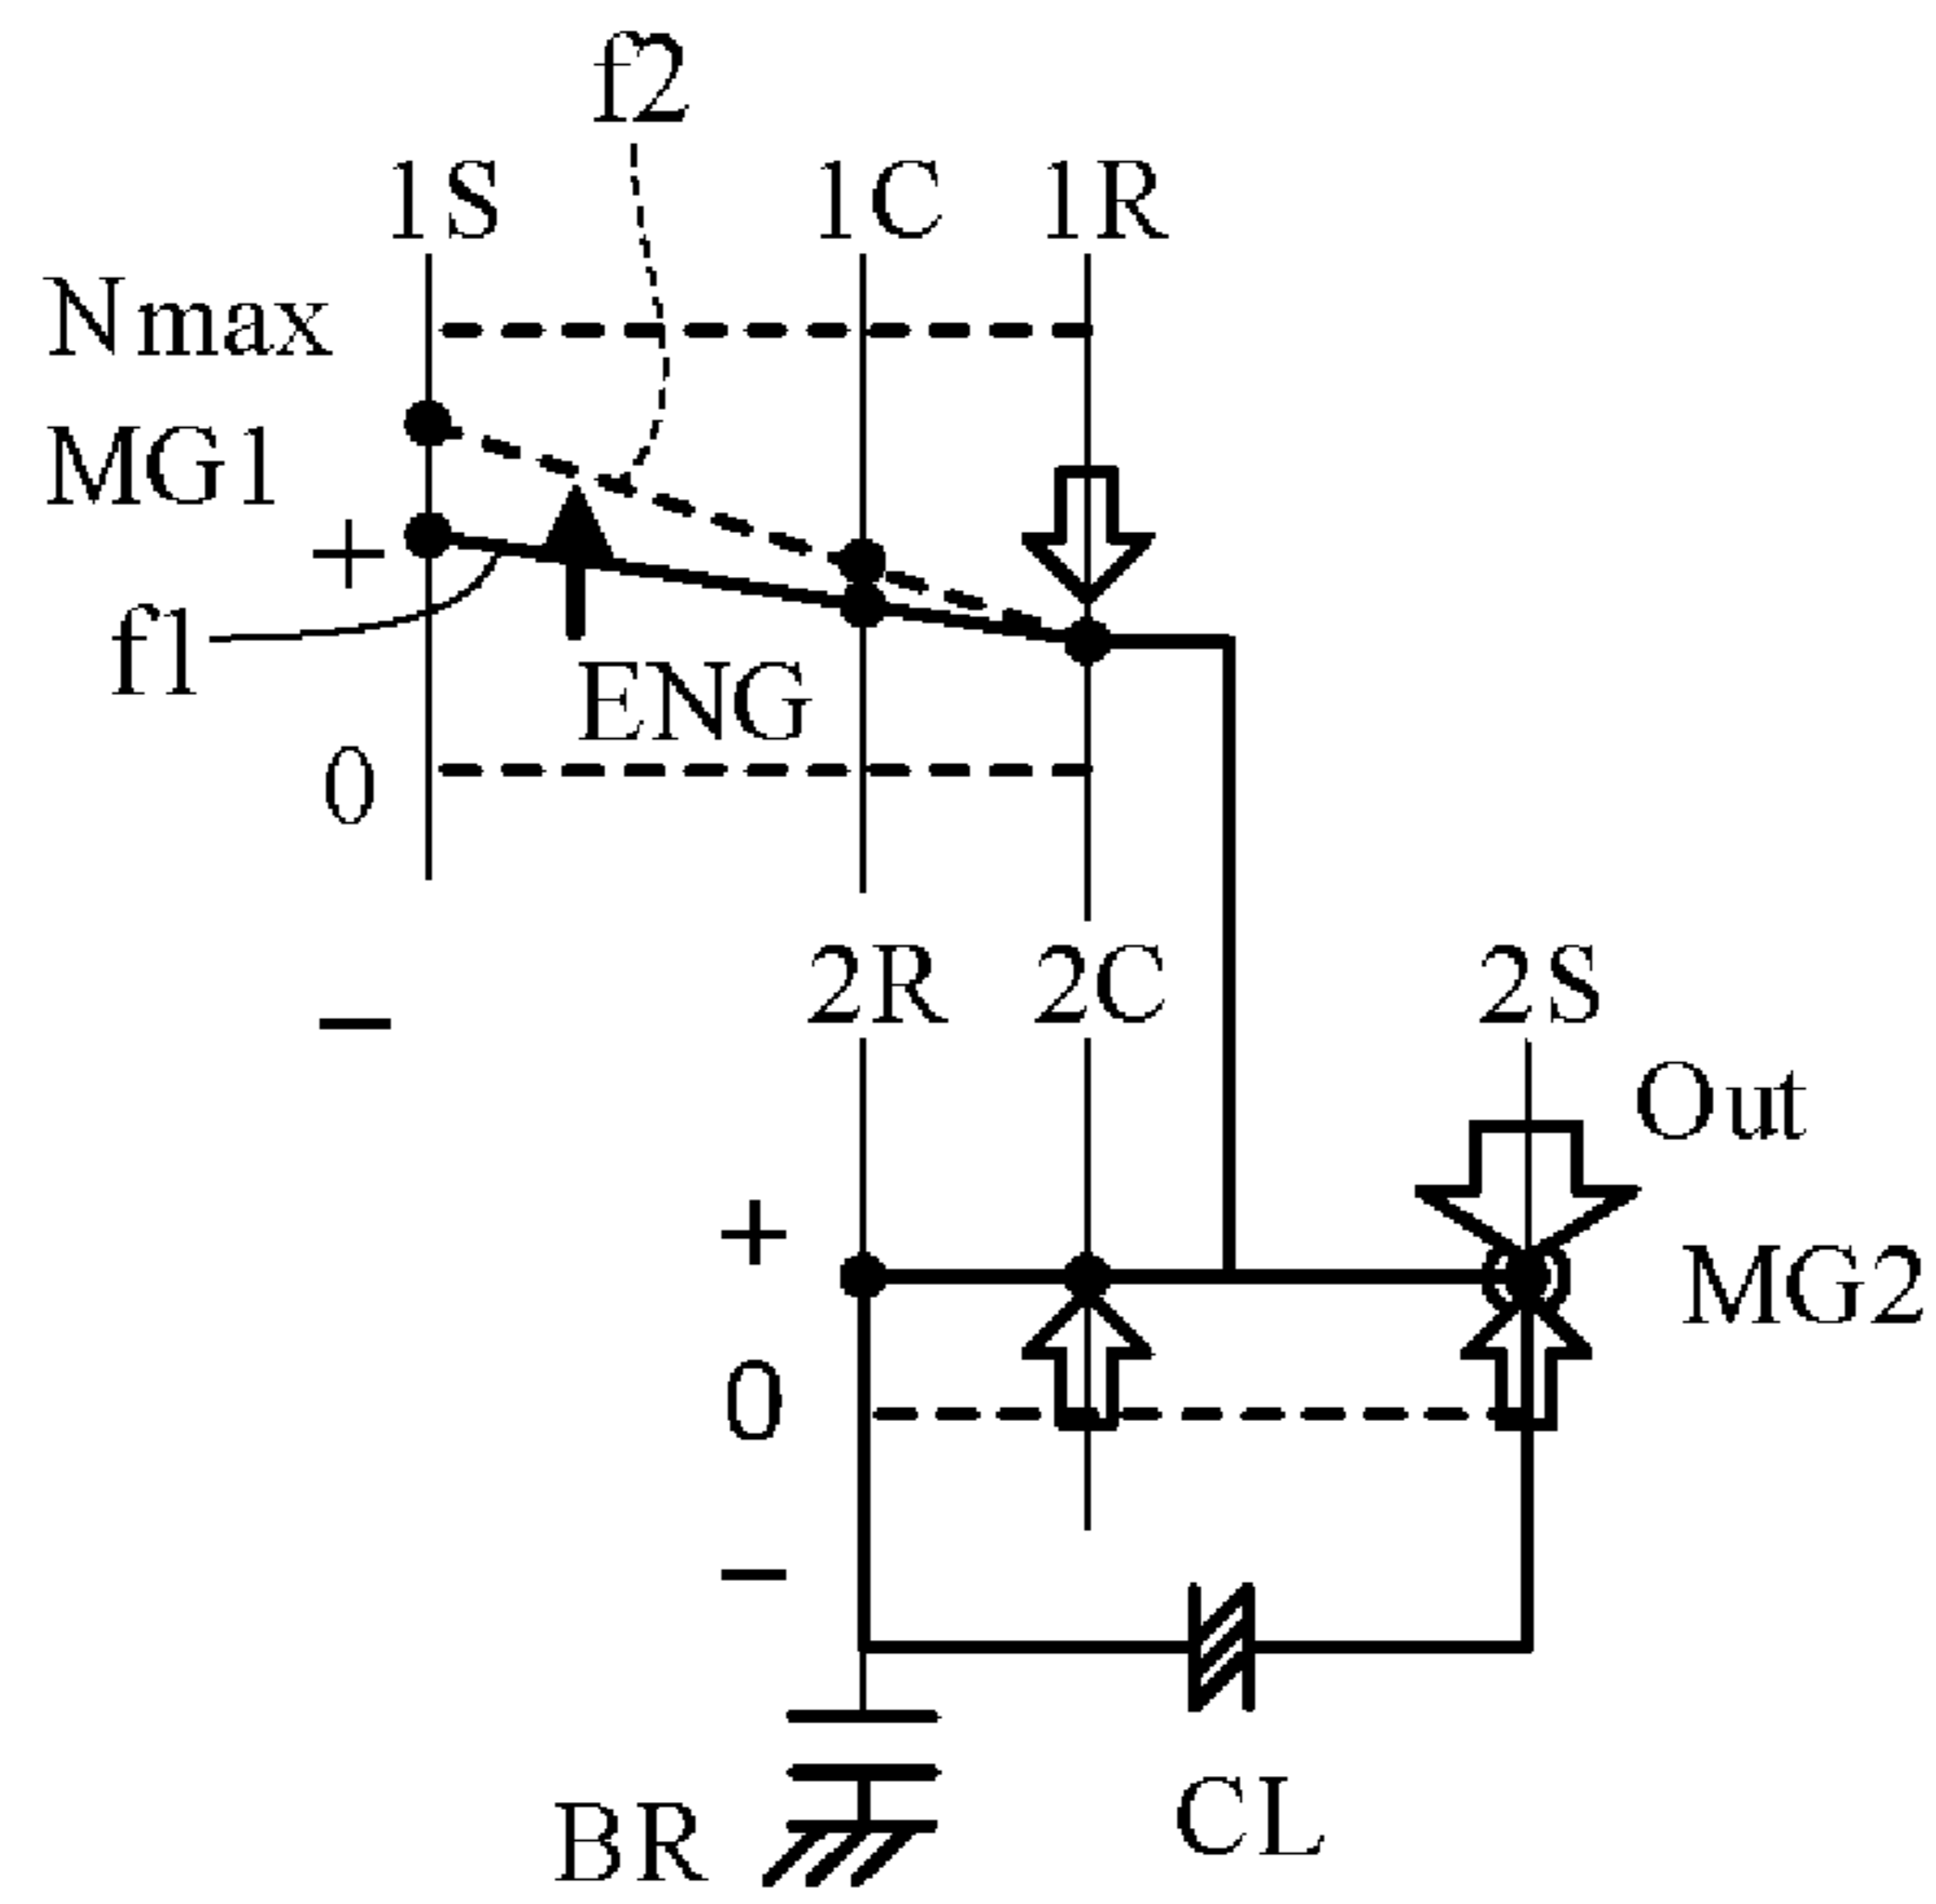 f2
1S 1C 1R
Nmax
MG1
+
f1
ENG
0
−
2R 2C 2S
Out
+
MG2
0
−
CL
BR